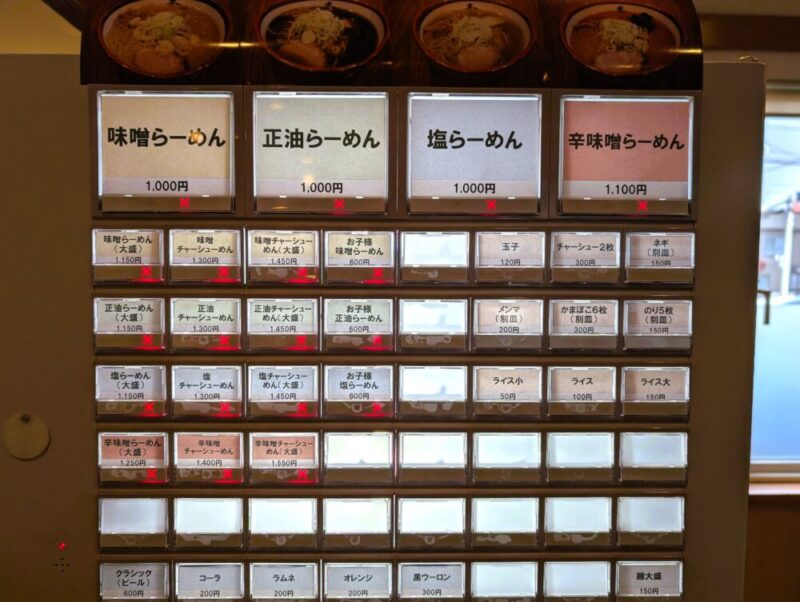 味噌らーめん
1,000円
正油らーめん
1,000円
塩らーめん
1,000円
辛味噌らーめん
1,100円
味噌らーめん
(大盛)
1,150円
味噌
チャーシューめん
1,300円
味噌チャーシュー
めん(大盛)
1,450円
お子様
味噌らーめん
600円
玉子
120円
チャーシュー2枚
300円
ネギ
(別皿)
150円
正油らーめん
(大盛)
1,150円
正油
チャーシューめん
1,300円
正油チャーシュー
めん(大盛)
1,450円
お子様
正油らーめん
600円
メンマ
(別皿)
200円
かまぼこ6枚
(別皿)
300円
のり5枚
(別皿)
150円
塩らーめん
(大盛)
1,150円
塩
チャーシューめん
1,300円
塩チャーシュー
めん(大盛)
1,450円
お子様
塩らーめん
600円
ライス小
50円
ライス
100円
ライス大
150円
辛味噌らーめん
(大盛)
1,250円
辛味噌
チャーシューめん
1,400円
辛味噌チャーシュー
めん(大盛)
1,550円
クラシック
(ビール)
600円
コーラ
200円
ラムネ
200円
オレンジ
200円
黒ウーロン
300円
麺大盛
150円